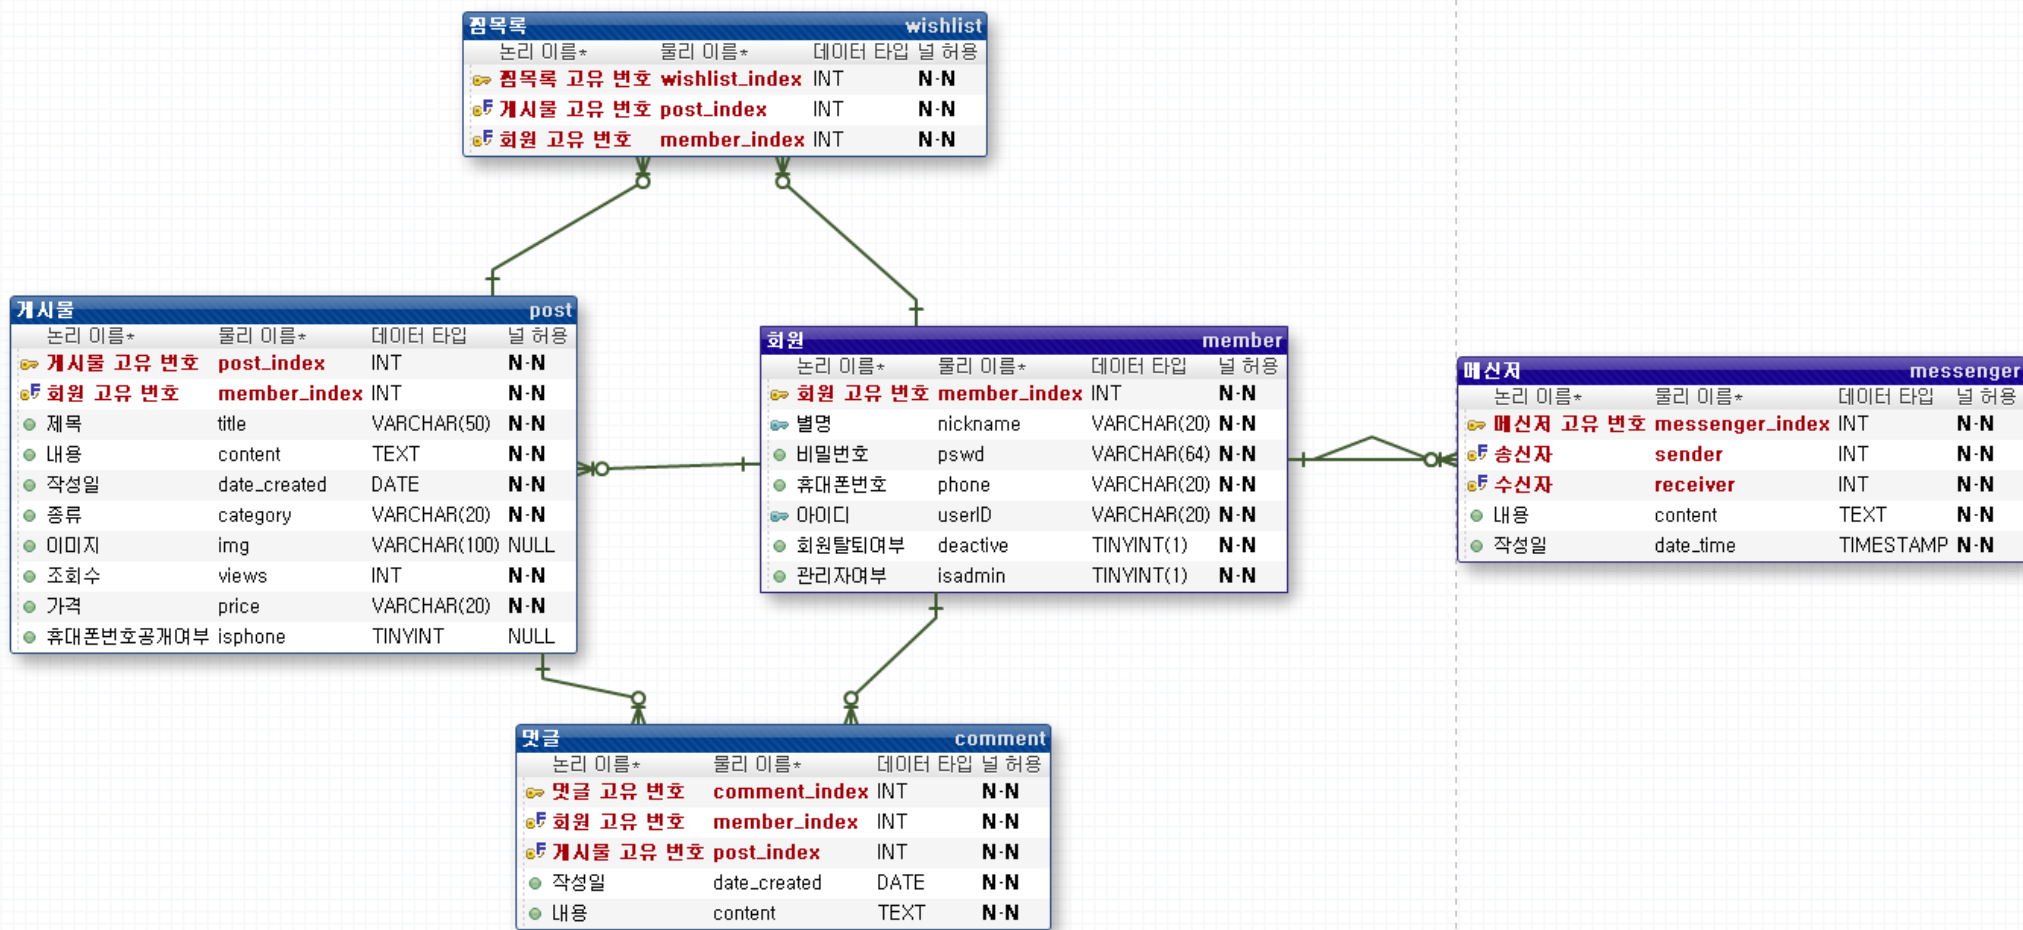 찜목록 wishlist
논리 이름* 물리 이름* 데이터 타입 널 허용
찜목록 고유 번호 wishlist_index INT N-N
게시물 고유 번호 post_index INT N-N
회원 고유 번호 member_index INT N-N
게시물 post
논리 이름* 물리 이름* 데이터 타입 널 허용
게시물 고유 번호 post_index INT N-N
회원 고유 번호 member_index INT N-N
제목 title VARCHAR(50) N-N
내용 content TEXT N-N
작성일 date_created DATE N-N
종류 category VARCHAR(20) N-N
이미지 img VARCHAR(100) NULL
조회수 views INT N-N
가격 price VARCHAR(20) N-N
휴대폰번호공개여부 isphone TINYINT NULL
회원 member
논리 이름* 물리 이름* 데이터 타입 널 허용
회원 고유 번호 member_index INT N-N
별명 nickname VARCHAR(20) N-N
비밀번호 pswd VARCHAR(64) N-N
휴대폰번호 phone VARCHAR(20) N-N
아이디 userID VARCHAR(20) N-N
회원탈퇴여부 deactive TINYINT(1) N-N
관리자여부 isadmin TINYINT(1) N-N
메신저 messenger
논리 이름* 물리 이름* 데이터 타입 널 허용
메신저 고유 번호 messenger_index INT N-N
송신자 sender INT N-N
수신자 receiver INT N-N
내용 content TEXT N-N
작성일 date_time TIMESTAMP N-N
댓글 comment
논리 이름* 물리 이름* 데이터 타입 널 허용
댓글 고유 번호 comment_index INT N-N
회원 고유 번호 member_index INT N-N
게시물 고유 번호 post_index INT N-N
작성일 date_created DATE N-N
내용 content TEXT N-N